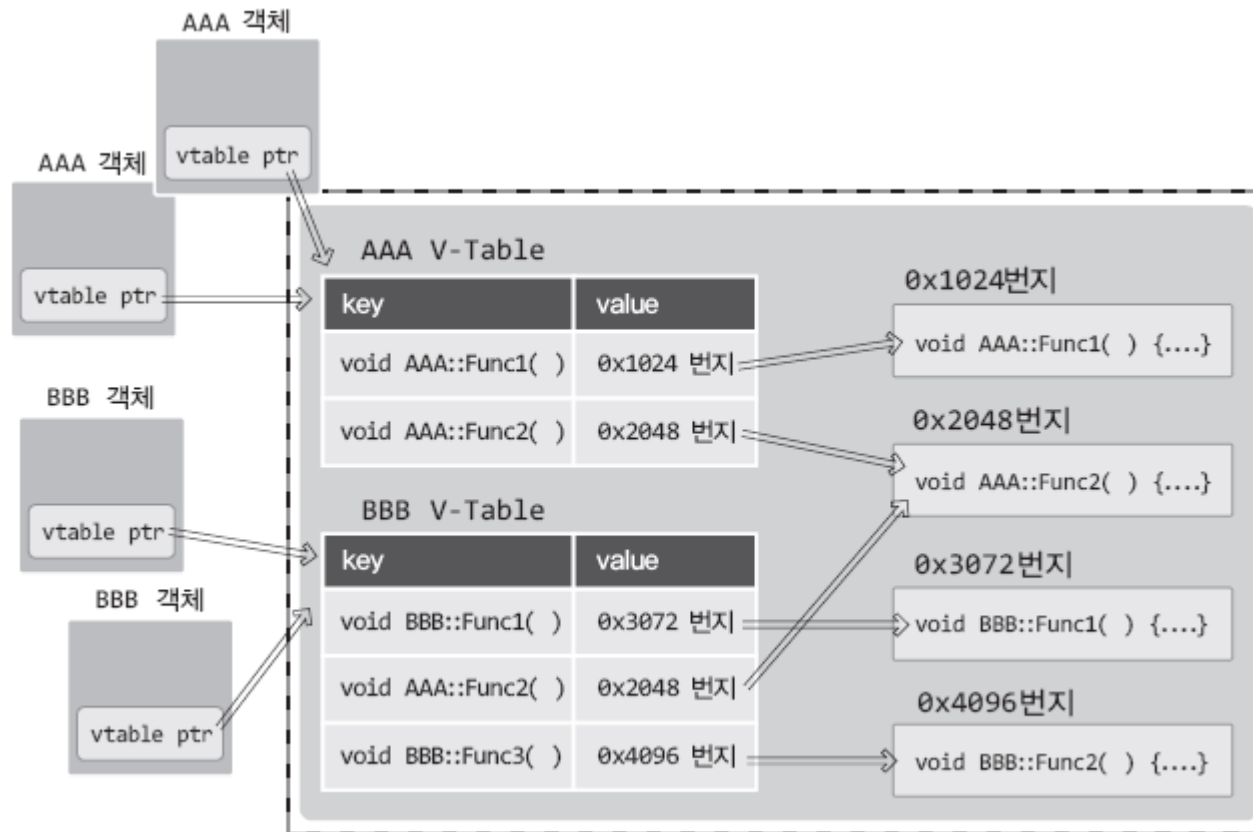 AAA 객체
vtable ptr
AAA 객체
vtable ptr
BBB 객체
vtable ptr
BBB 객체
vtable ptr
AAA V-Table
key value
void AAA::Func1( ) 0x1024 번지
void AAA::Func2( ) 0x2048 번지
BBB V-Table
key value
void BBB::Func1( ) 0x3072 번지
void AAA::Func2( ) 0x2048 번지
void BBB::Func3( ) 0x4096 번지
0x1024번지
void AAA::Func1( ) {....}
0x2048번지
void AAA::Func2( ) {....}
0x3072번지
void BBB::Func1( ) {....}
0x4096번지
void BBB::Func2( ) {....}